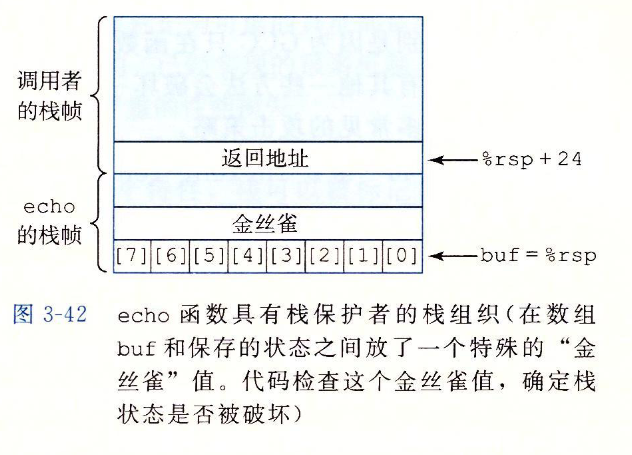 调用者
的栈帧
返回地址
%rsp + 24
echo
的栈帧
金丝雀
[7] [6] [5] [4] [3] [2] [1] [0]
buf = %rsp
图 3-42 echo 函数具有栈保护者的栈组织(在数组
buf 和保存的状态之间放了一个特殊的“金
丝雀”值。代码检查这个金丝雀值，确定栈
状态是否被破坏)